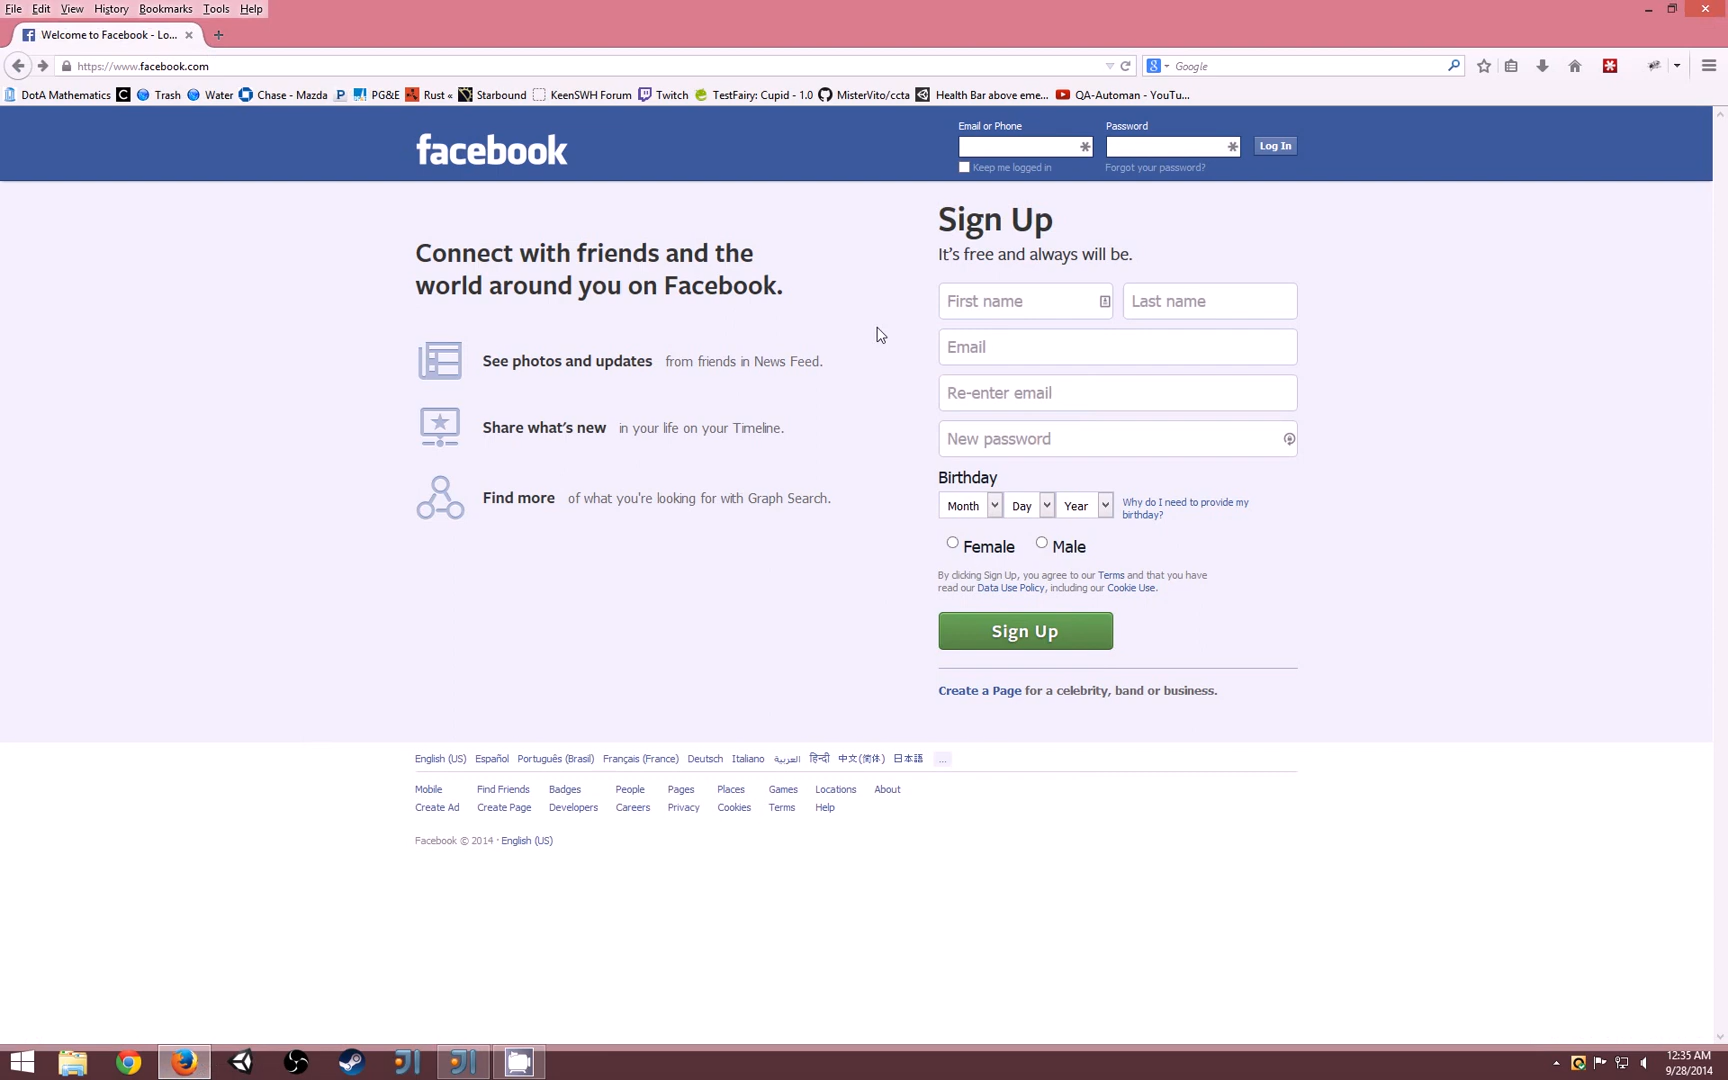 File Edit View History Bookmarks Tools Help
Welcome to Facebook - Lo...
https://www.facebook.com
Google
DotA Mathematics Trash Water Chase - Mazda PG&E Rust « Starbound KeenSWH Forum Twitch TestFairy: Cupid - 1.0 MisterVito/ccta Health Bar above eme... QA-Automan - YouTu...
facebook
Email or Phone Password
Log In
Keep me logged in Forgot your password?
Sign Up
It's free and always will be.
Connect with friends and the
world around you on Facebook.
First name Last name
Email
See photos and updates from friends in News Feed.
Re-enter email
Share what's new in your life on your Timeline.
New password
Birthday
Find more of what you're looking for with Graph Search.
Month Day Year
Why do I need to provide my
birthday?
Female Male
By clicking Sign Up, you agree to our Terms and that you have
read our Data Use Policy, including our Cookie Use.
Sign Up
Create a Page for a celebrity, band or business.
English (US) Español Português (Brasil) Français (France) Deutsch Italiano العربية हिन्दी 中文(简体) 日本語 ...
Mobile Find Friends Badges People Pages Places Games Locations About
Create Ad Create Page Developers Careers Privacy Cookies Terms Help
Facebook © 2014 · English (US)
12:35 AM
9/28/2014